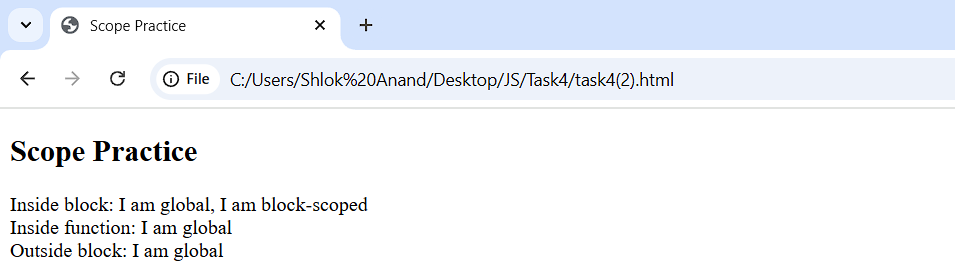 Scope Practice
File C:/Users/Shlok%20Anand/Desktop/JS/Task4/task4(2).html
Scope Practice
Inside block: I am global, I am block-scoped
Inside function: I am global
Outside block: I am global